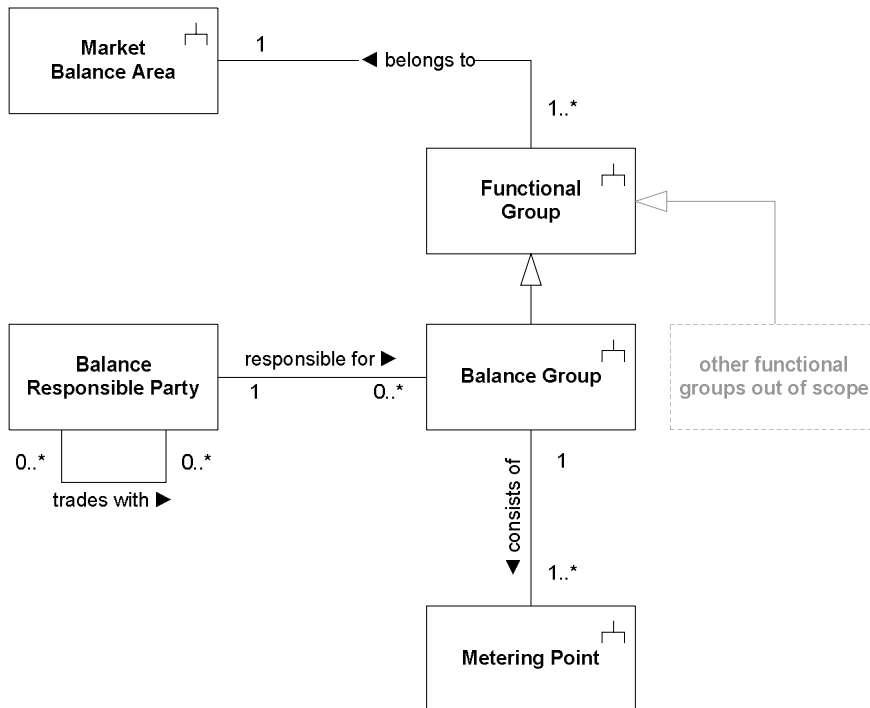 Market
Balance Area
1
◄ belongs to
1..*
Functional
Group
Balance
Responsible Party
responsible for ►
1
0..*
Balance Group
other functional
groups out of scope
0..*
0..*
trades with ►
1
◄ consists of
1..*
Metering Point